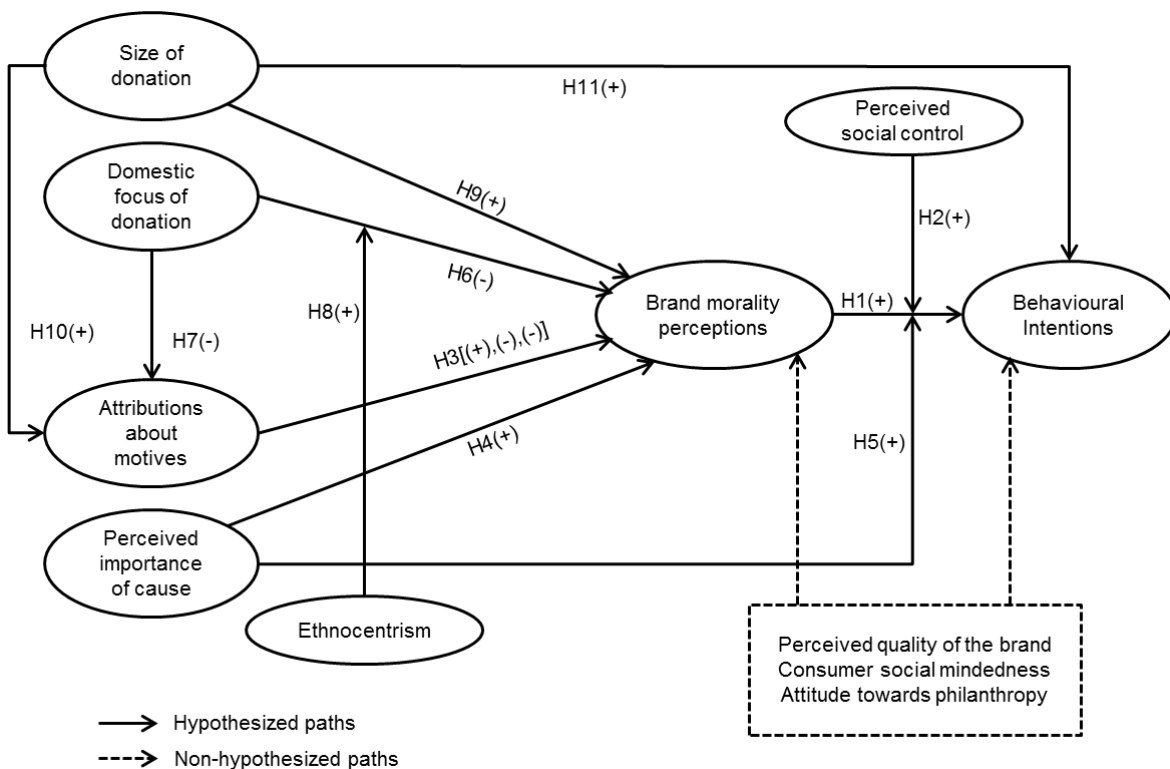 Size of
donation
H11(+)
Perceived
social control
Domestic
focus of
donation
H9(+)
H2(+)
H6(-)
H8(+)
Brand morality
perceptions
H1(+)
Behavioural
Intentions
H10(+)
H7(-)
H3[(+),(-),(-)]
Attributions
about
motives
H4(+)
H5(+)
Perceived
importance
of cause
Ethnocentrism
Perceived quality of the brand
Consumer social mindedness
Attitude towards philanthropy
Hypothesized paths
Non-hypothesized paths